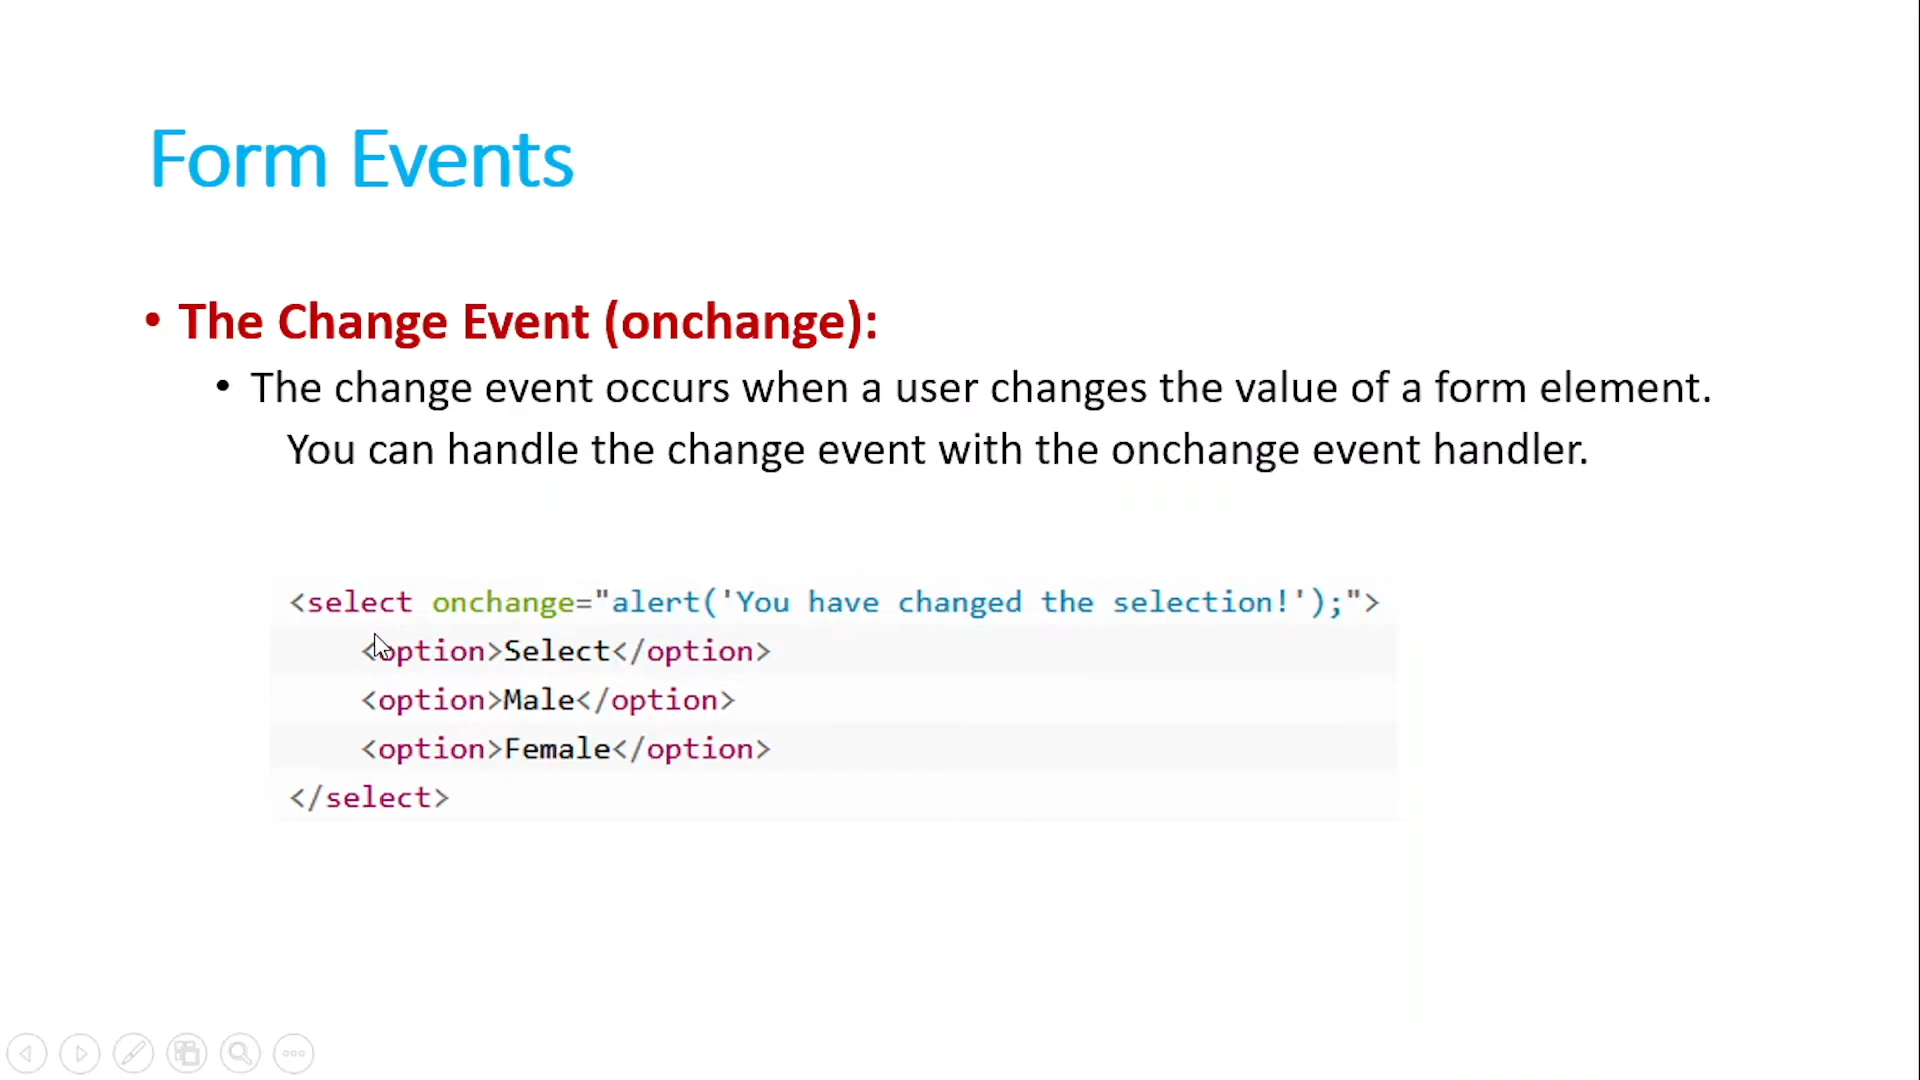 Form Events
• The Change Event (onchange):
• The change event occurs when a user changes the value of a form element.
You can handle the change event with the onchange event handler.
<select onchange="alert('You have changed the selection!');">
    <option>Select</option>
    <option>Male</option>
    <option>Female</option>
</select>